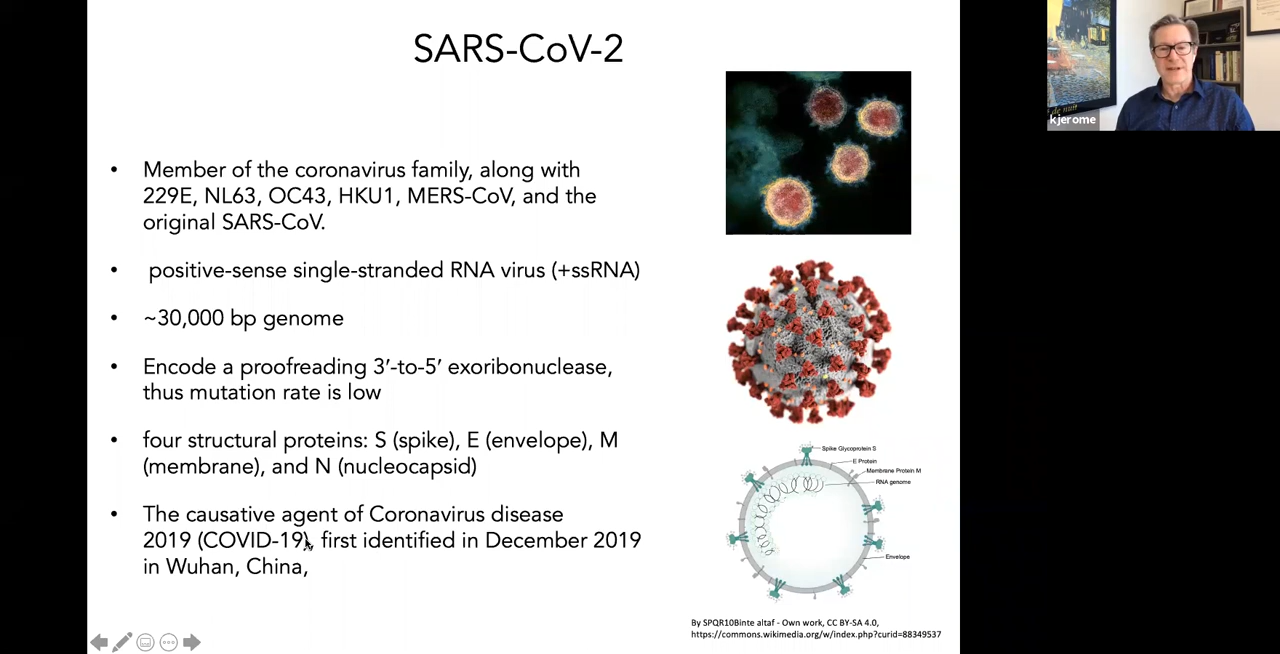 SARS-CoV-2
• Member of the coronavirus family, along with
229E, NL63, OC43, HKU1, MERS-CoV, and the
original SARS-CoV.
• positive-sense single-stranded RNA virus (+ssRNA)
• ~30,000 bp genome
• Encode a proofreading 3′-to-5′ exoribonuclease,
thus mutation rate is low
• four structural proteins: S (spike), E (envelope), M
(membrane), and N (nucleocapsid)
• The causative agent of Coronavirus disease
2019 (COVID-19), first identified in December 2019
in Wuhan, China,
Spike Glycoprotein S
E Protein
Membrane Protein M
RNA genome
Envelope
By SPQR10Binte altaf - Own work, CC BY-SA 4.0,
https://commons.wikimedia.org/w/index.php?curid=88349537
de nuit
kjerome